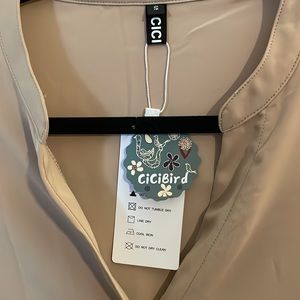 CICI
CiCiBird
DO NOT TUMBLE DRY
LINE DRY
COOL IRON
DO NOT DRY CLEAN